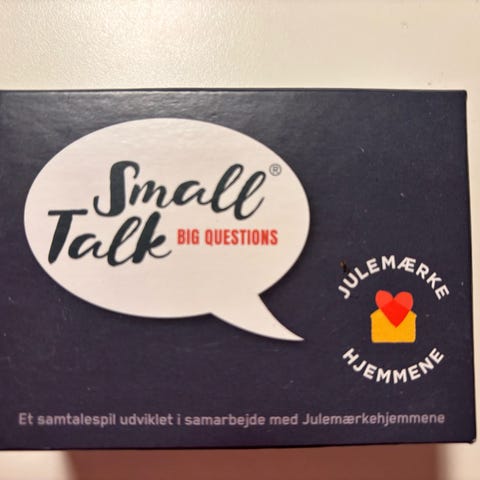 Small®
Talk BIG QUESTIONS
JULEMÆRKE
HJEMMENE
Et samtalespil udviklet i samarbejde med Julemærkehjemmene